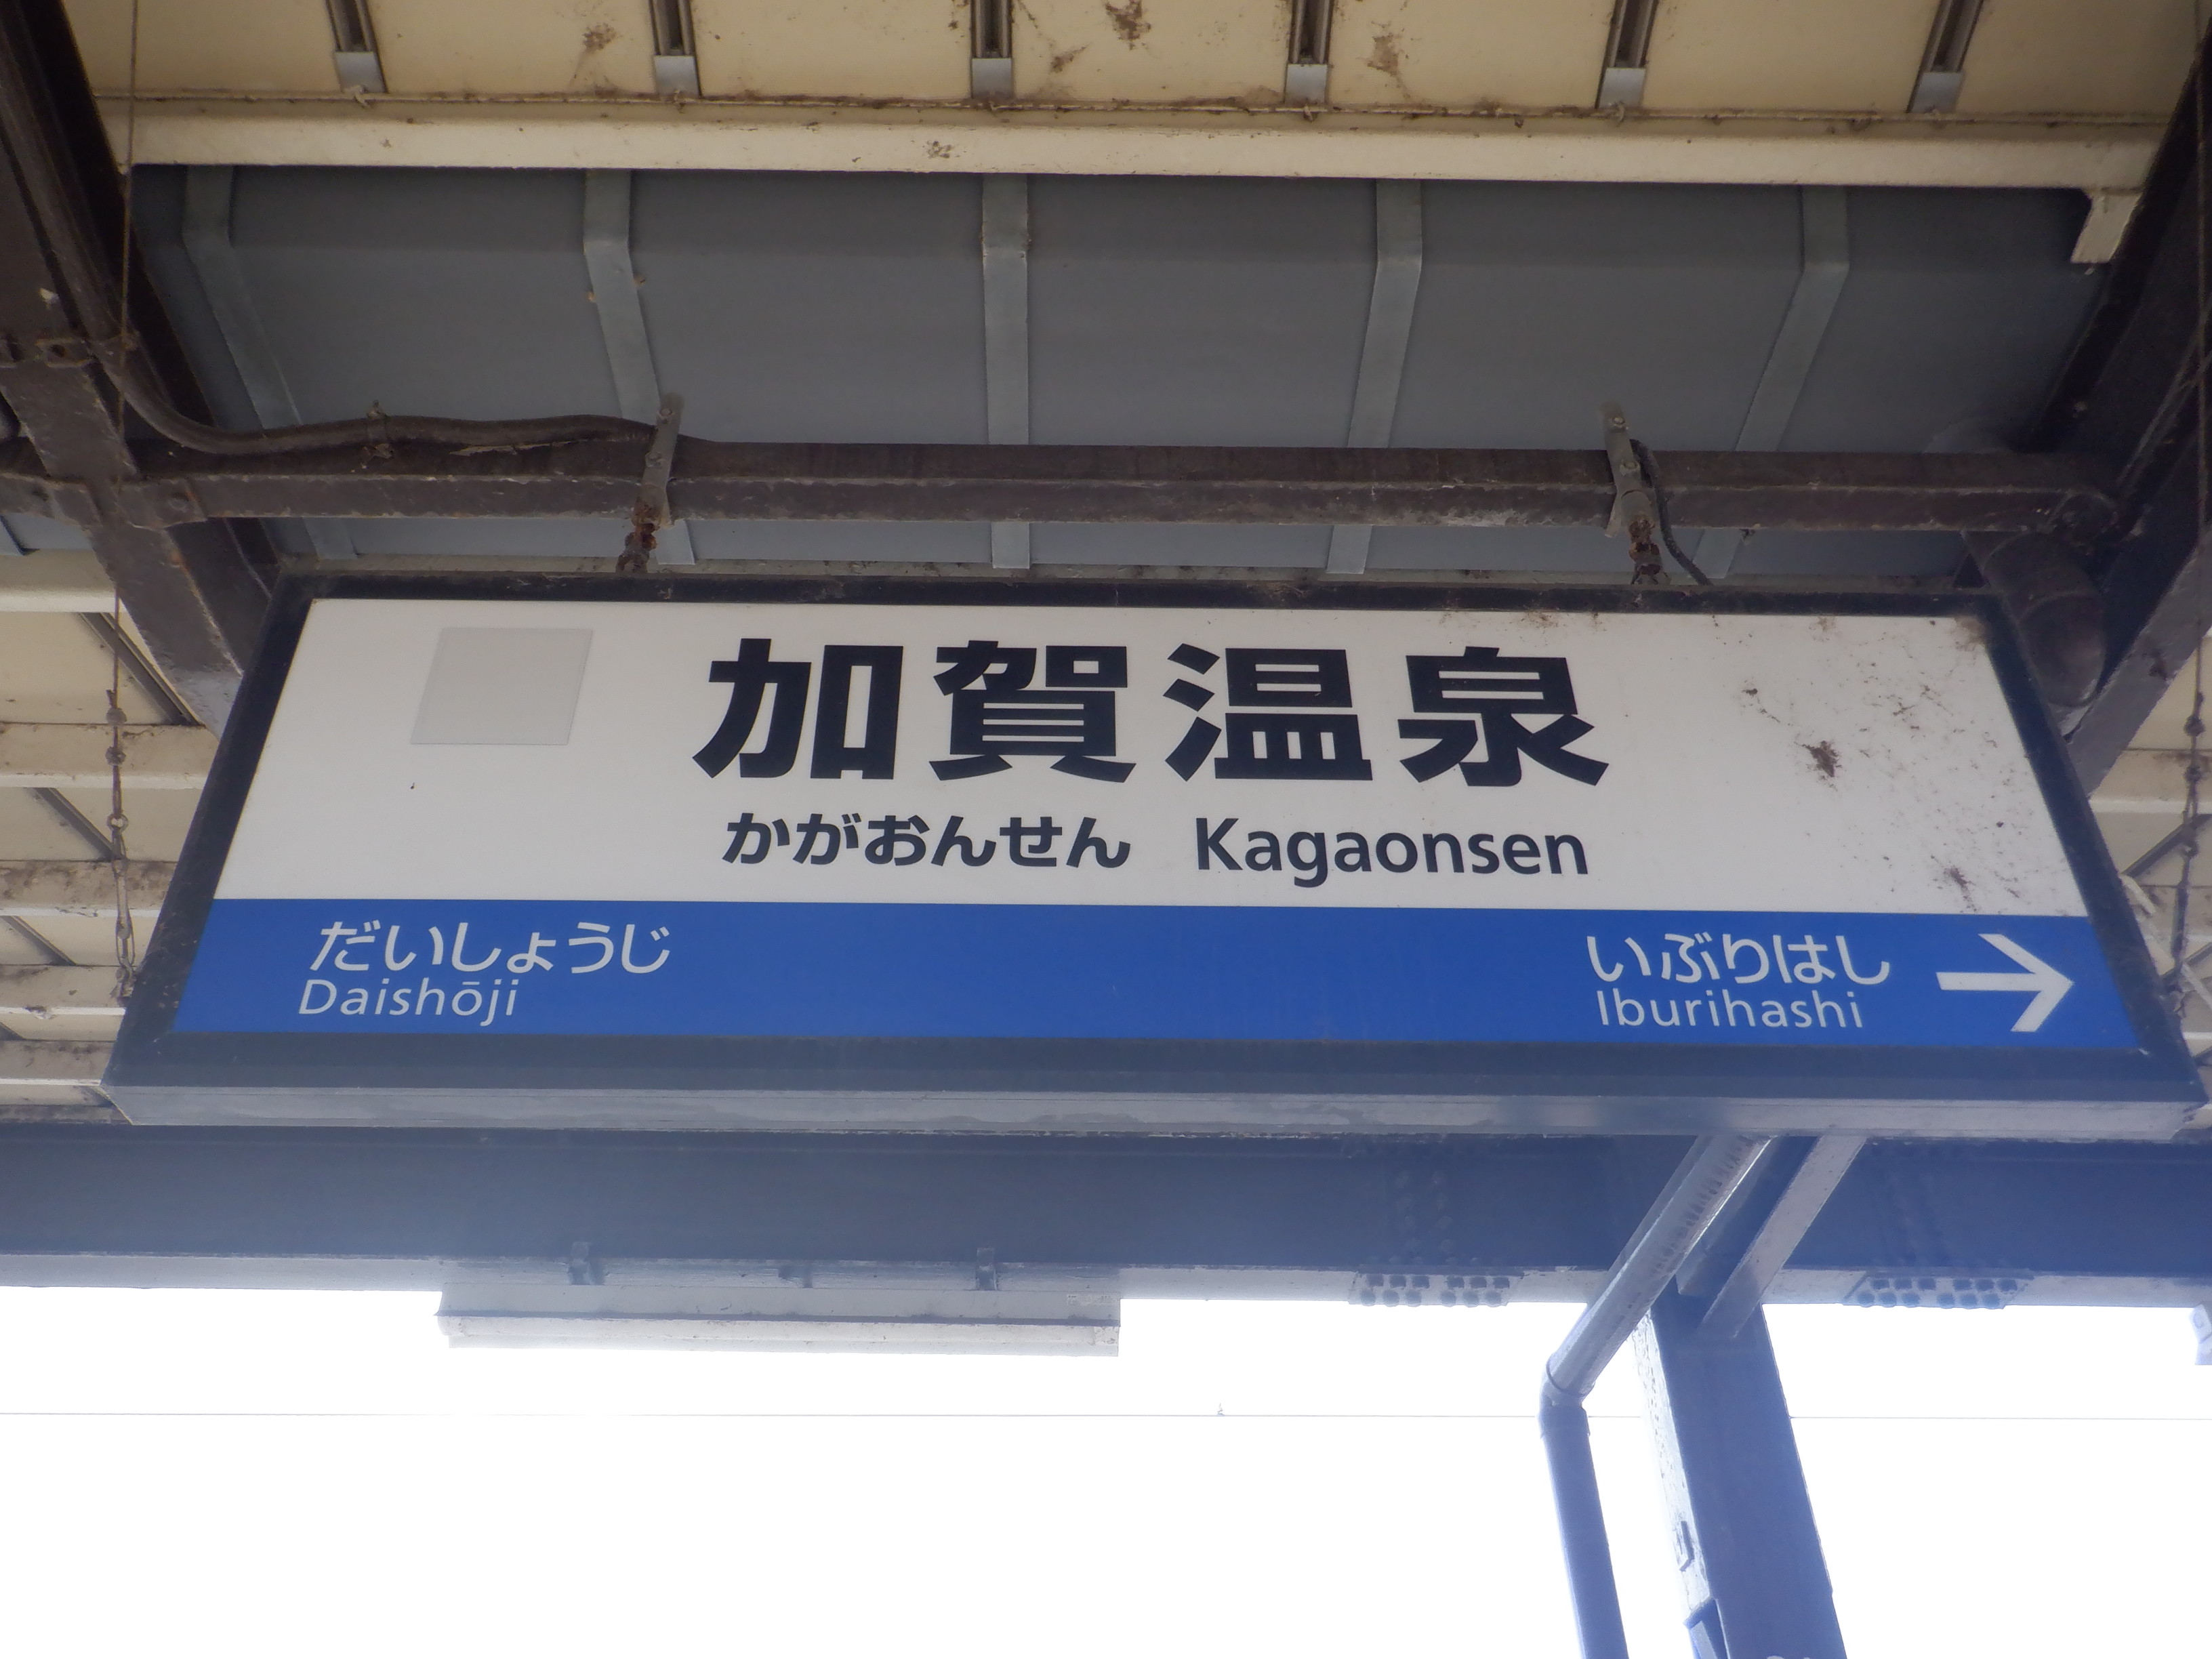 加賀温泉
かがおんせん Kagaonsen
だいしょうじ
Daishōji
いぶりはし
Iburihashi